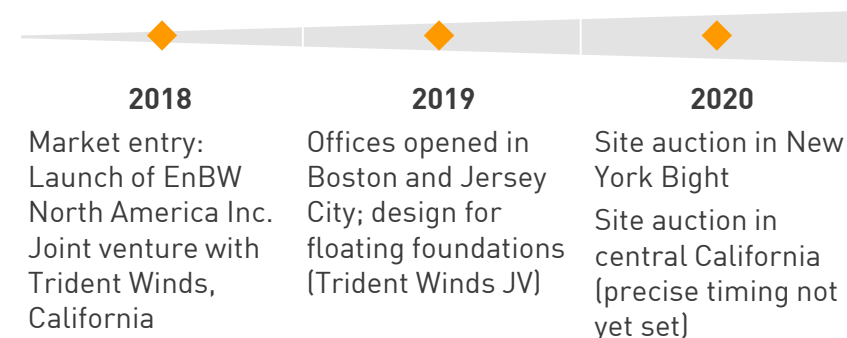 2018
Market entry:
Launch of EnBW
North America Inc.
Joint venture with
Trident Winds,
California
2019
Offices opened in
Boston and Jersey
City; design for
floating foundations
(Trident Winds JV)
2020
Site auction in New
York Bight
Site auction in
central California
(precise timing not
yet set)